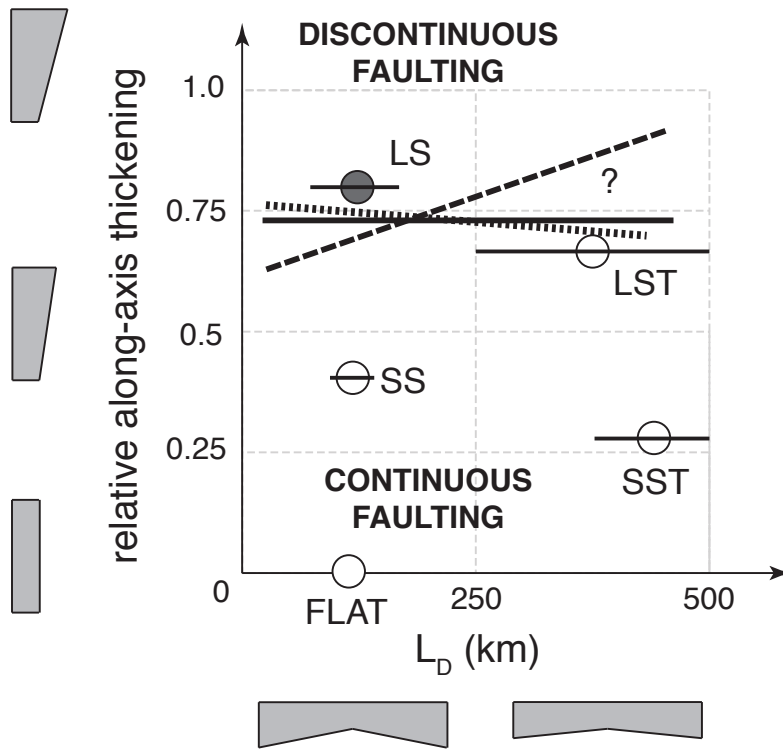 DISCONTINUOUS
FAULTING
relative along-axis thickening
1.0
LS
?
0.75
LST
0.5
SS
0.25
SST
CONTINUOUS
FAULTING
0
FLAT
250
500
L_D (km)